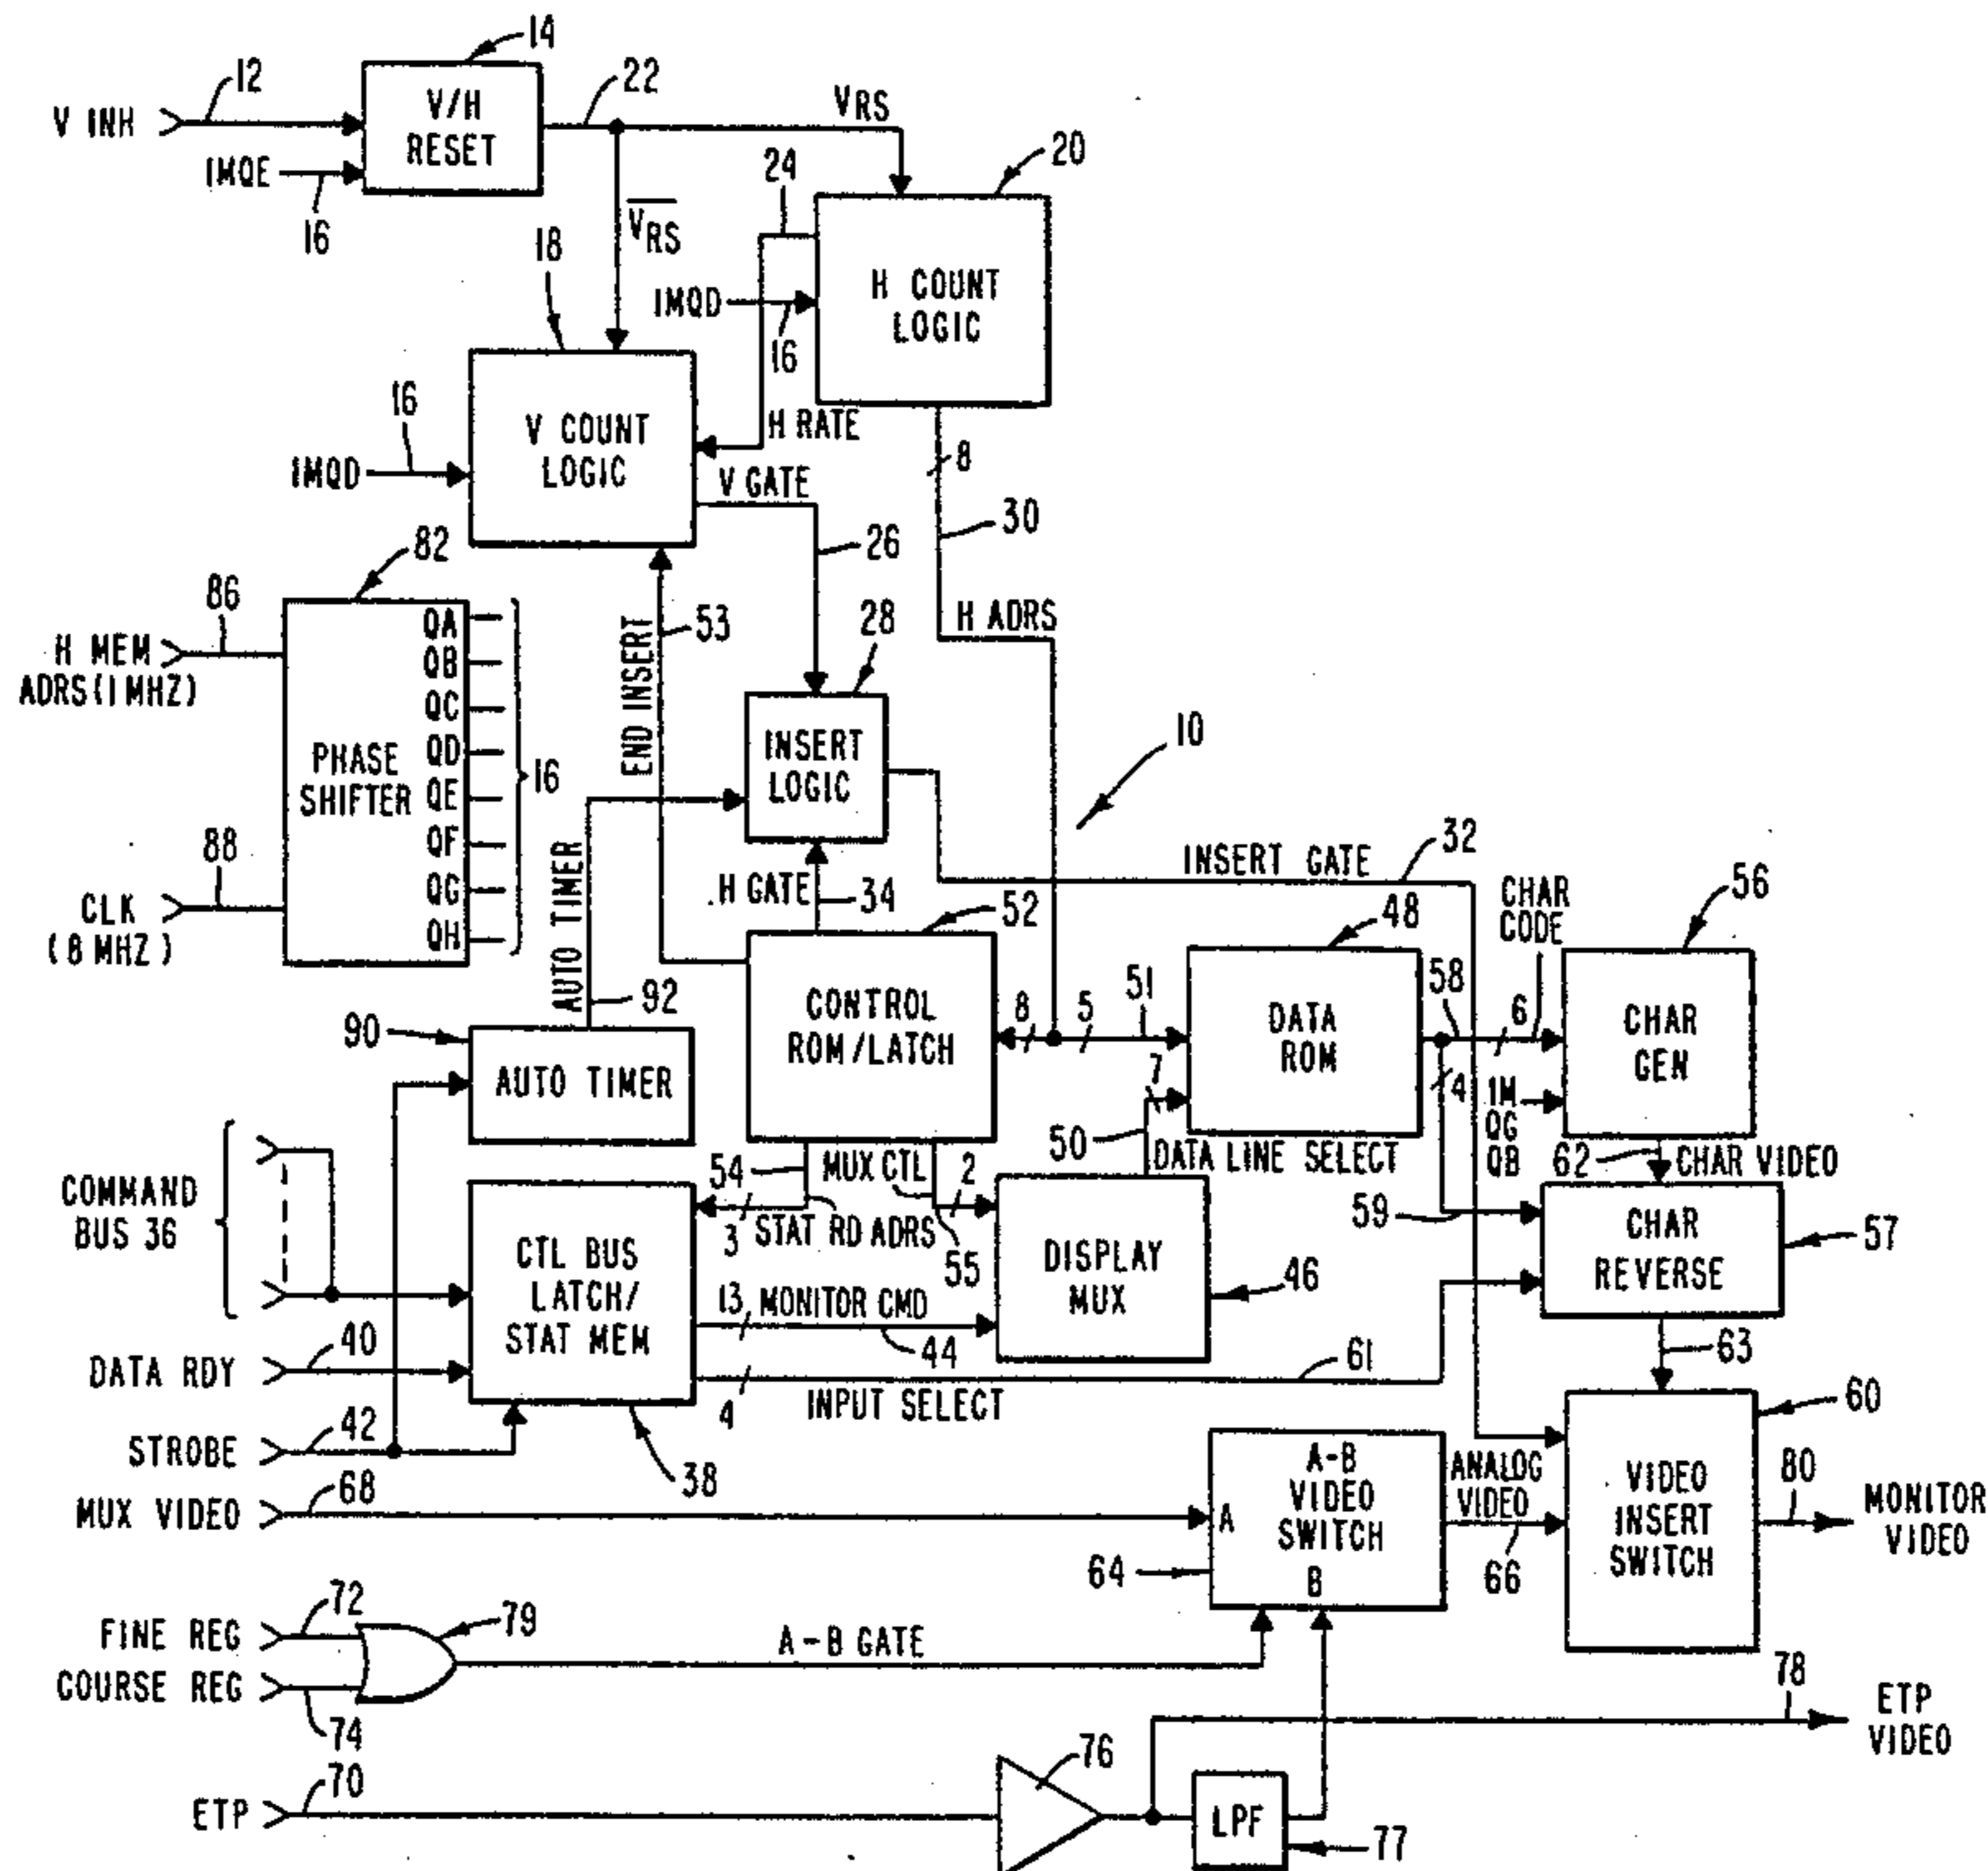 14
12
V INH
V/H
RESET
22
VRS
IMQE
16
24
20
VRS
18
IMQD
16
H COUNT
LOGIC
16
V COUNT
LOGIC
H RATE
8
IMQD
V GATE
30
26
82
86
H MEM
ADRS (1 MHZ)
QA
QB
QC
QD
QE
QF
QG
QH
16
PHASE
SHIFTER
88
CLK
(8 MHZ)
END INSERT
53
28
H ADRS
INSERT
LOGIC
10
INSERT GATE
32
H GATE
34
AUTO TIMER
92
52
48
CHAR
CODE
56
CONTROL
ROM/LATCH
8
5
51
DATA
ROM
58
6
CHAR
GEN
90
AUTO TIMER
7
4
1M
QG
QB
50
DATA LINE SELECT
62
CHAR VIDEO
54
MUX CTL
2
COMMAND
BUS 36
3
STAT RD ADRS
55
59
CHAR
REVERSE
57
CTL BUS
LATCH/
STAT MEM
DISPLAY
MUX
46
13
MONITOR CMD
44
DATA RDY
40
61
63
4
INPUT SELECT
60
STROBE
42
38
MUX VIDEO
68
A
A-B
VIDEO
SWITCH
B
ANALOG
VIDEO
66
VIDEO
INSERT
SWITCH
80
MONITOR
VIDEO
64
FINE REG
72
79
COURSE REG
74
A-B GATE
78
ETP
VIDEO
ETP
70
76
LPF
77